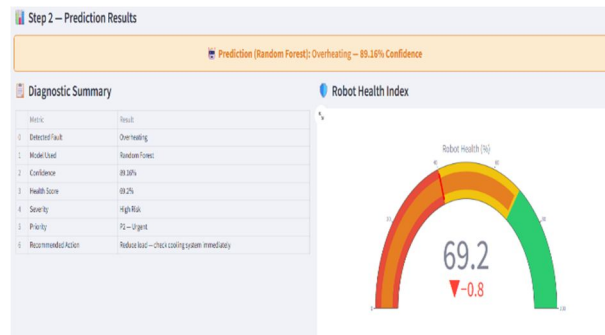 Step 2 — Prediction Results
Prediction (Random Forest): Overheating — 89.16% Confidence
Diagnostic Summary
Metric Result
0 Detected Fault Overheating
1 Model Used Random Forest
2 Confidence 89.16%
3 Health Score 69.2%
4 Severity High Risk
5 Priority P2 — Urgent
6 Recommended Action Reduce load — check cooling system immediately
Robot Health Index
Robot Health (%)
40
80
0
100
69.2
▼−0.8